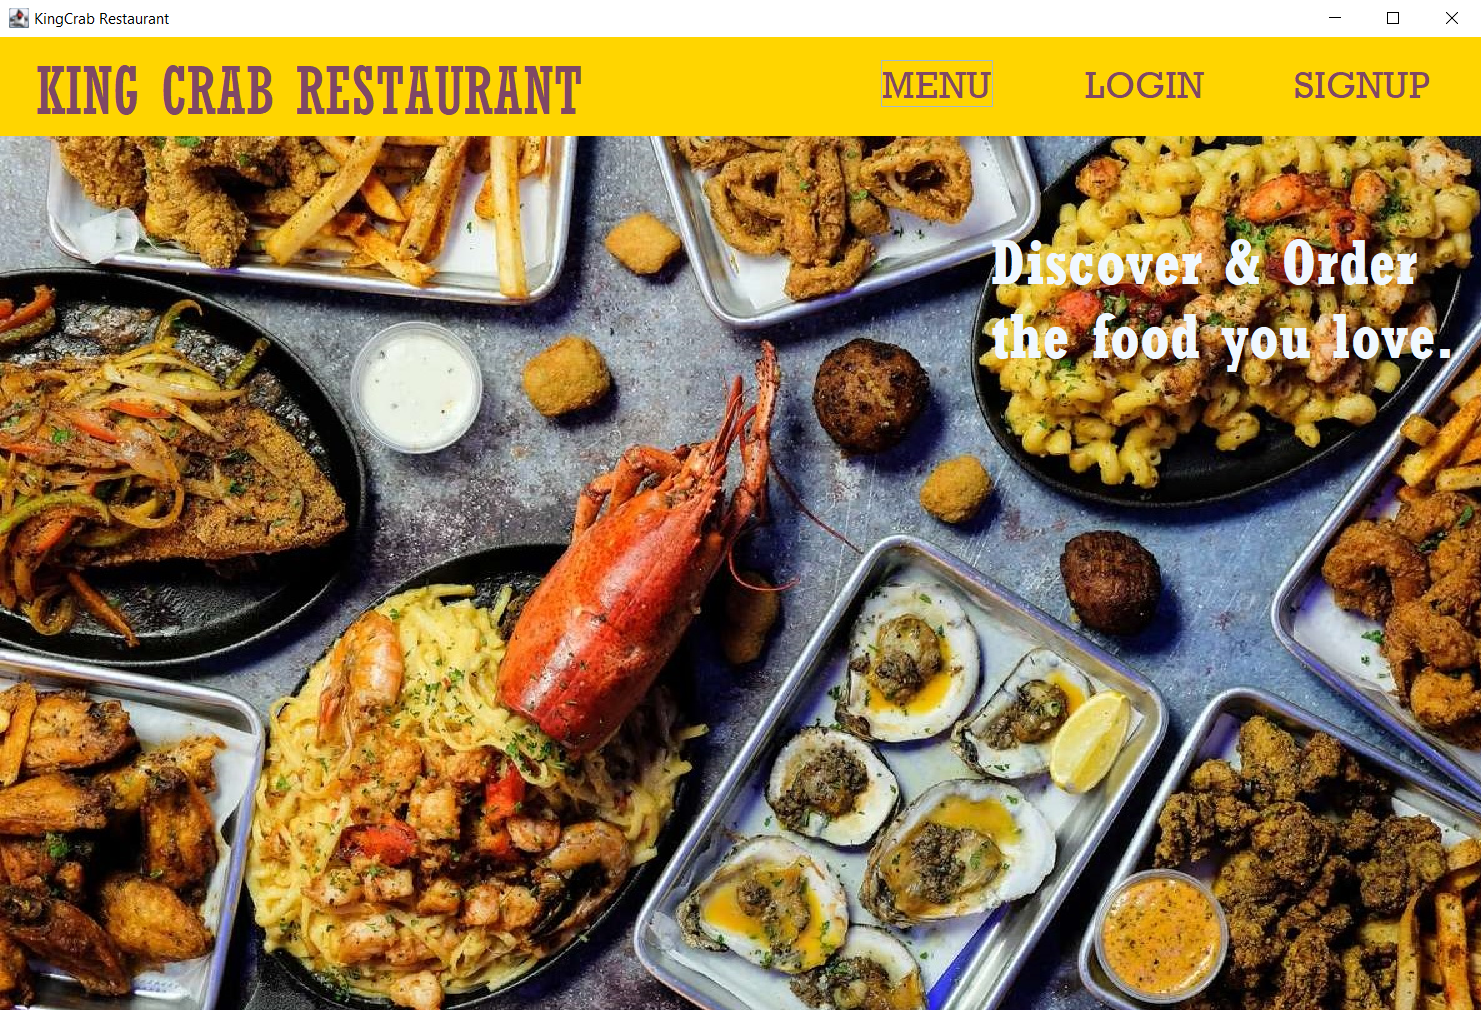 KingCrab Restaurant
KING CRAB RESTAURANT
MENU
LOGIN
SIGNUP
Discover & Order
the food you love.